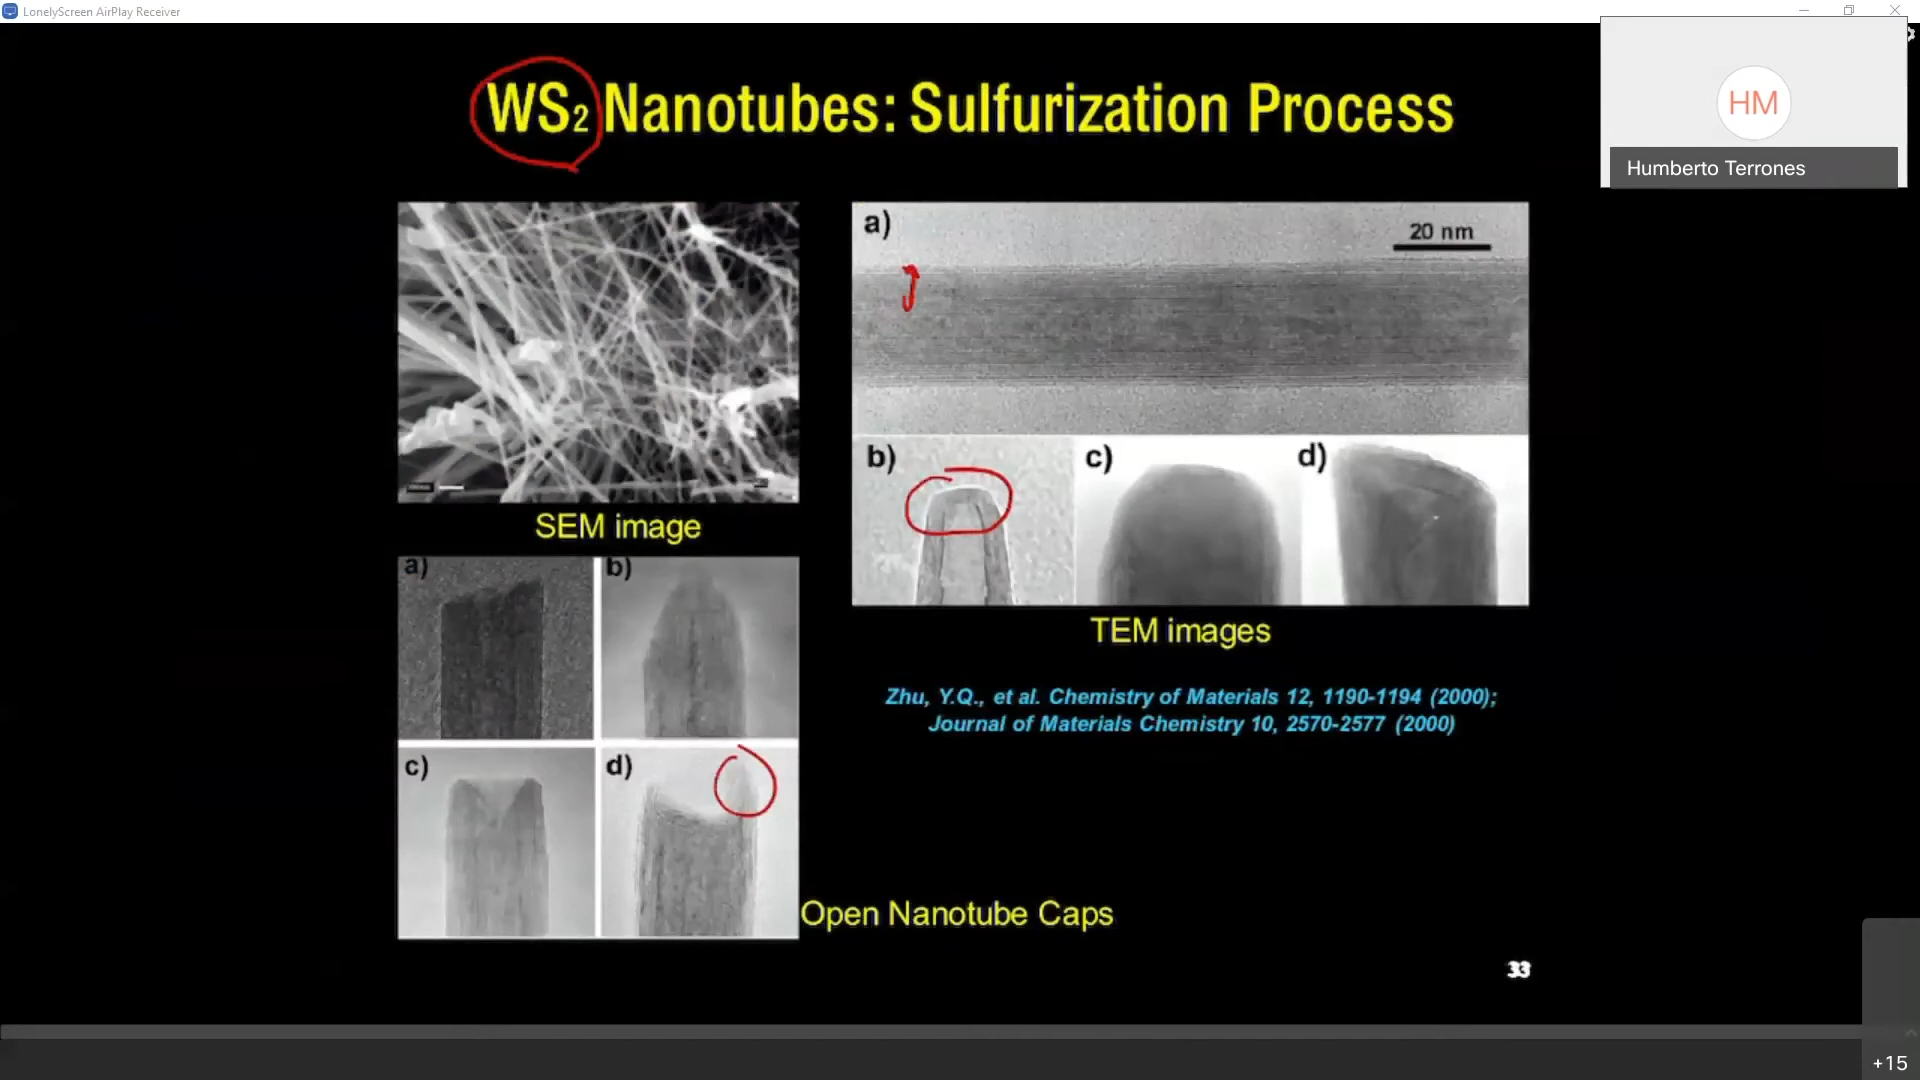 LonelyScreen AirPlay Receiver
HM
Humberto Terrones
WS₂ Nanotubes: Sulfurization Process
SEM image
a)
20 nm
b)
c)
d)
TEM images
Zhu, Y.Q., et al. Chemistry of Materials 12, 1190-1194 (2000);
Journal of Materials Chemistry 10, 2570-2577 (2000)
a)
b)
c)
d)
Open Nanotube Caps
33
+15